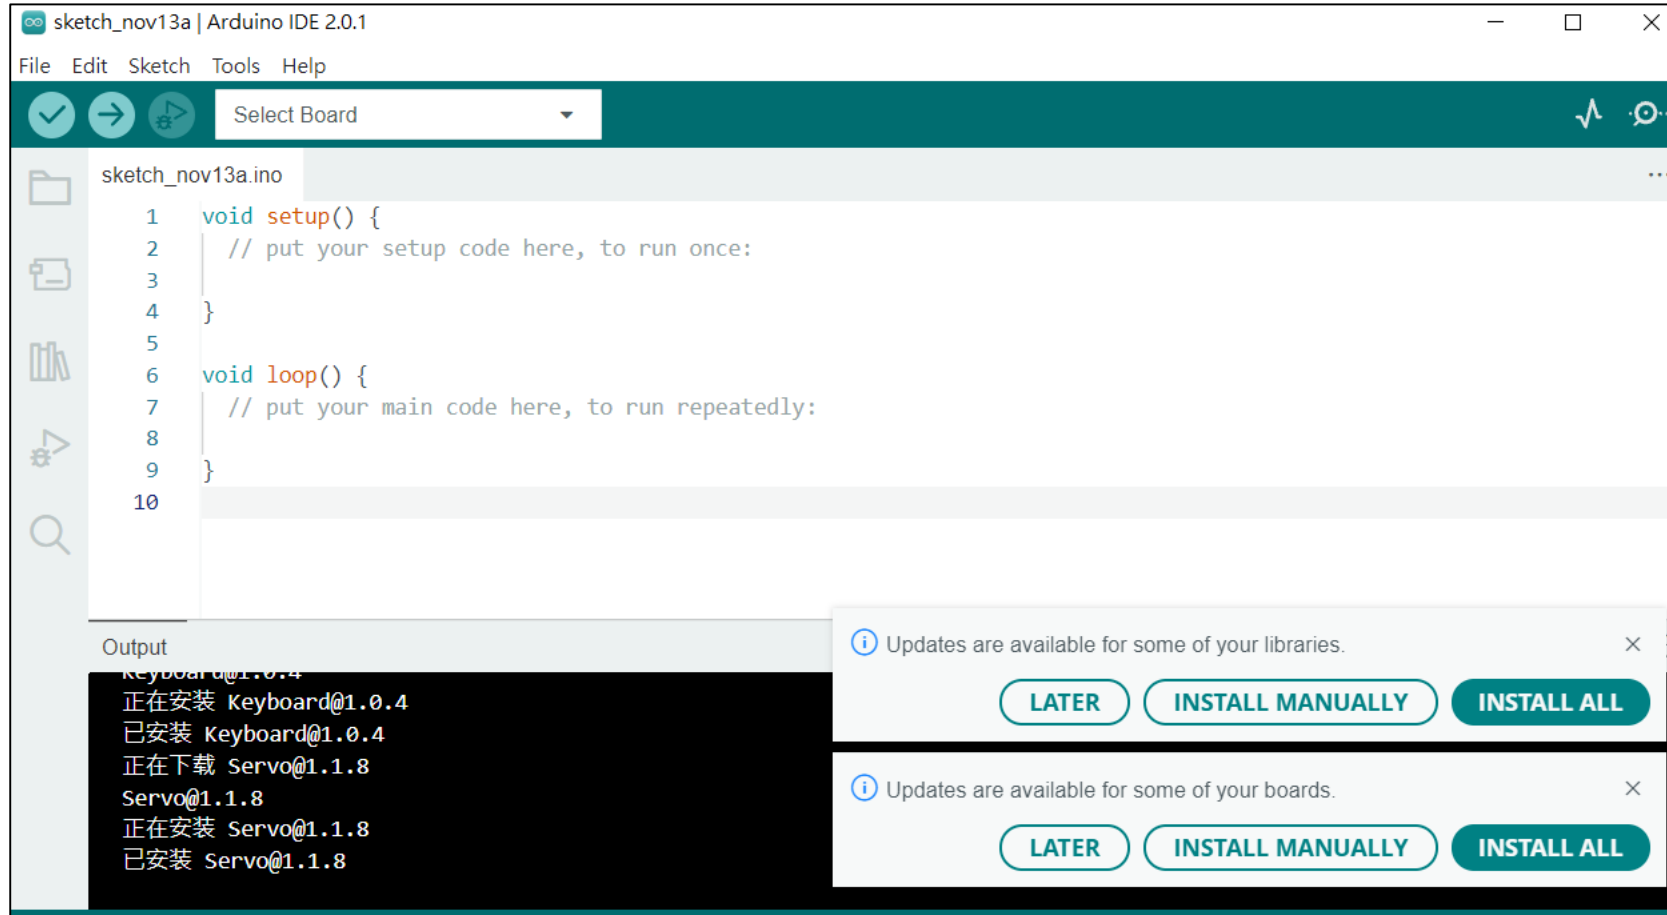 sketch_nov13a | Arduino IDE 2.0.1
File Edit Sketch Tools Help
Select Board
sketch_nov13a.ino
1 void setup() {
2 // put your setup code here, to run once:
3
4 }
5
6 void loop() {
7 // put your main code here, to run repeatedly:
8
9 }
10
Output
Keyboard@1.0.4
正在安装 Keyboard@1.0.4
已安装 Keyboard@1.0.4
正在下载 Servo@1.1.8
Servo@1.1.8
正在安装 Servo@1.1.8
已安装 Servo@1.1.8
Updates are available for some of your libraries.
LATER INSTALL MANUALLY INSTALL ALL
Updates are available for some of your boards.
LATER INSTALL MANUALLY INSTALL ALL